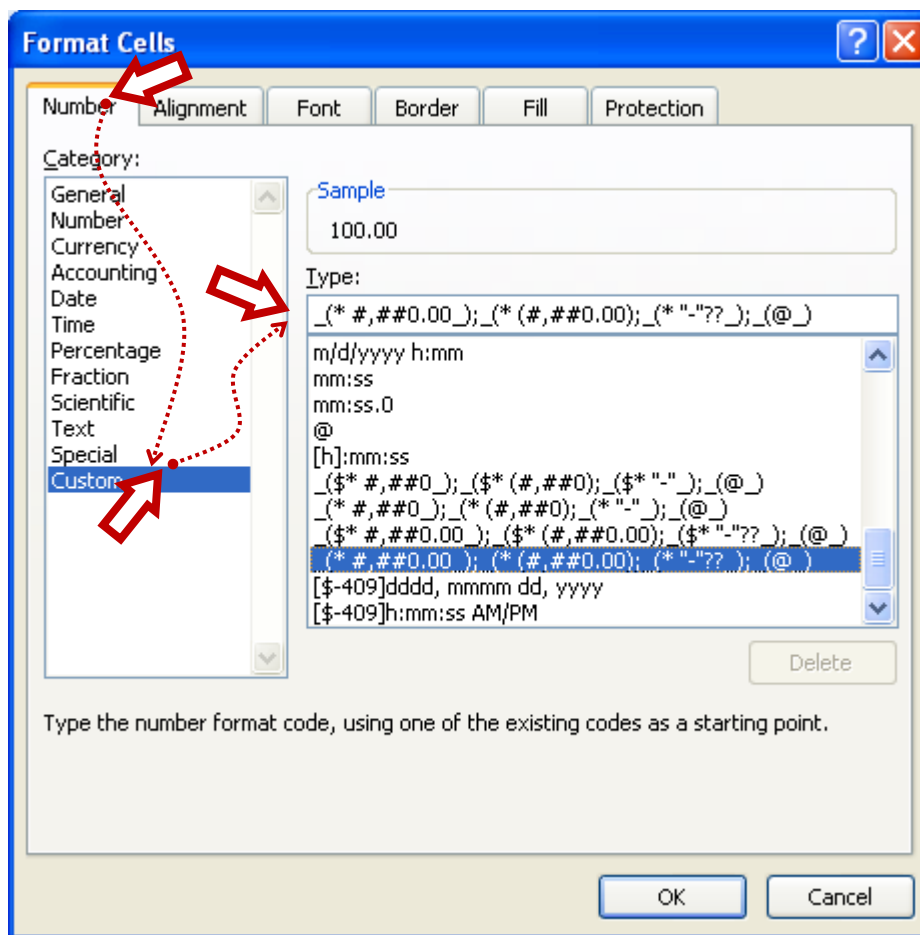 Format Cells
Number Alignment Font Border Fill Protection
Category:
General
Number
Currency
Accounting
Date
Time
Percentage
Fraction
Scientific
Text
Special
Custom
Sample
100.00
Type:
_(* #,##0.00_);_(* (#,##0.00);_(* "-"??_);_(@_)
m/d/yyyy h:mm
mm:ss
mm:ss.0
@
[h]:mm:ss
_($* #,##0_);_($* (#,##0);_($* "-"_);_(@_)
_(* #,##0_);_(* (#,##0);_(* "-"_);_(@_)
_($* #,##0.00_);_($* (#,##0.00);_($* "-"??_);_(@_)
_(* #,##0.00_);_(* (#,##0.00);_(* "-"??_);_(@_)
[$-409]dddd, mmmm dd, yyyy
[$-409]h:mm:ss AM/PM
Delete
Type the number format code, using one of the existing codes as a starting point.
OK Cancel